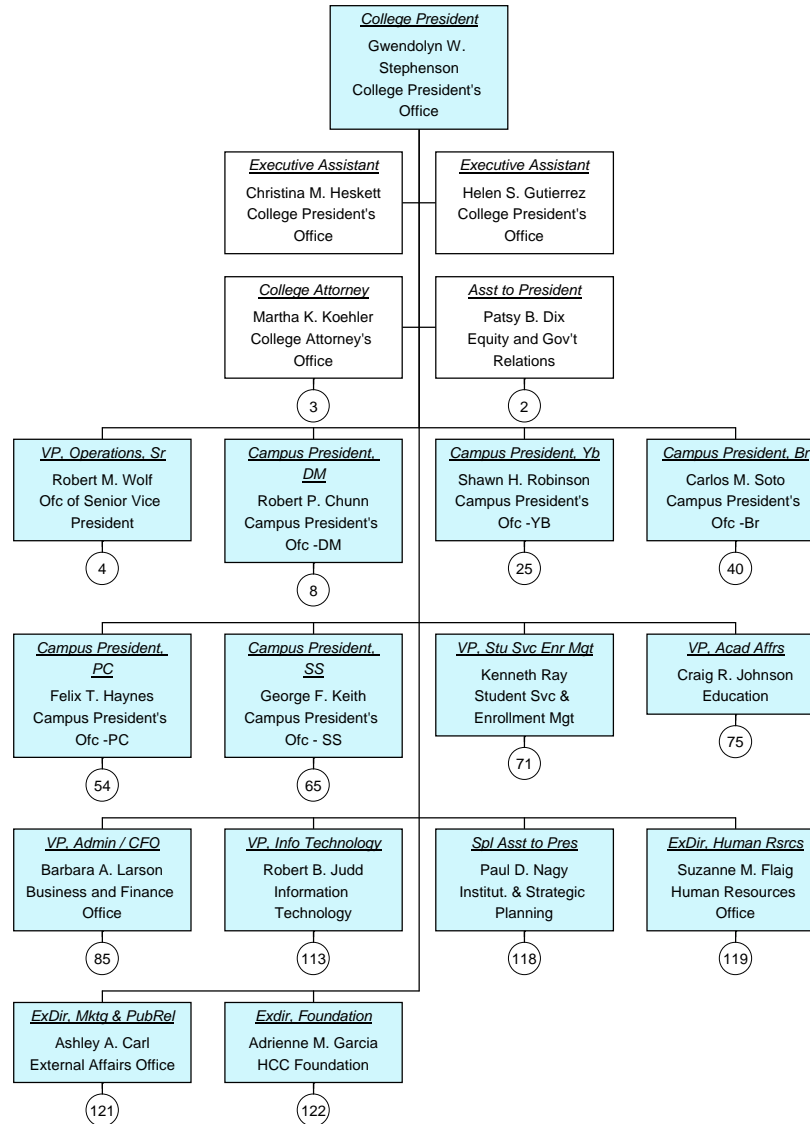 College President
Gwendolyn W.
Stephenson
College President's
Office
Executive Assistant
Christina M. Heskett
College President's
Office
Executive Assistant
Helen S. Gutierrez
College President's
Office
College Attorney
Martha K. Koehler
College Attorney's
Office
3
Asst to President
Patsy B. Dix
Equity and Gov't
Relations
2
VP, Operations, Sr
Robert M. Wolf
Ofc of Senior Vice
President
4
Campus President,
DM
Robert P. Chunn
Campus President's
Ofc -DM
8
Campus President, Yb
Shawn H. Robinson
Campus President's
Ofc -YB
25
Campus President, Br
Carlos M. Soto
Campus President's
Ofc -Br
40
Campus President,
PC
Felix T. Haynes
Campus President's
Ofc -PC
54
Campus President,
SS
George F. Keith
Campus President's
Ofc - SS
65
VP, Stu Svc Enr Mgt
Kenneth Ray
Student Svc &
Enrollment Mgt
71
VP, Acad Affrs
Craig R. Johnson
Education
75
VP, Admin / CFO
Barbara A. Larson
Business and Finance
Office
85
VP, Info Technology
Robert B. Judd
Information
Technology
113
Spl Asst to Pres
Paul D. Nagy
Institut. & Strategic
Planning
118
ExDir, Human Rsrcs
Suzanne M. Flaig
Human Resources
Office
119
ExDir, Mktg & PubRel
Ashley A. Carl
External Affairs Office
121
Exdir, Foundation
Adrienne M. Garcia
HCC Foundation
122